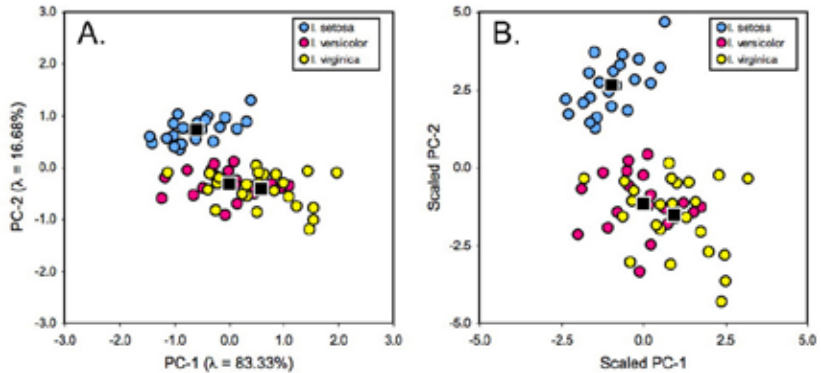 A.
I. setosa
I. versicolor
I. virginica
3.0
2.0
1.0
0.0
-1.0
-2.0
-3.0
PC-2 (λ = 16.68%)
-3.0 -2.0 -1.0 0.0 1.0 2.0 3.0
PC-1 (λ = 83.33%)
B.
I. setosa
I. versicolor
I. virginica
5.0
2.5
0.0
-2.5
-5.0
Scaled PC-2
-5.0 -2.5 0.0 2.5 5.0
Scaled PC-1